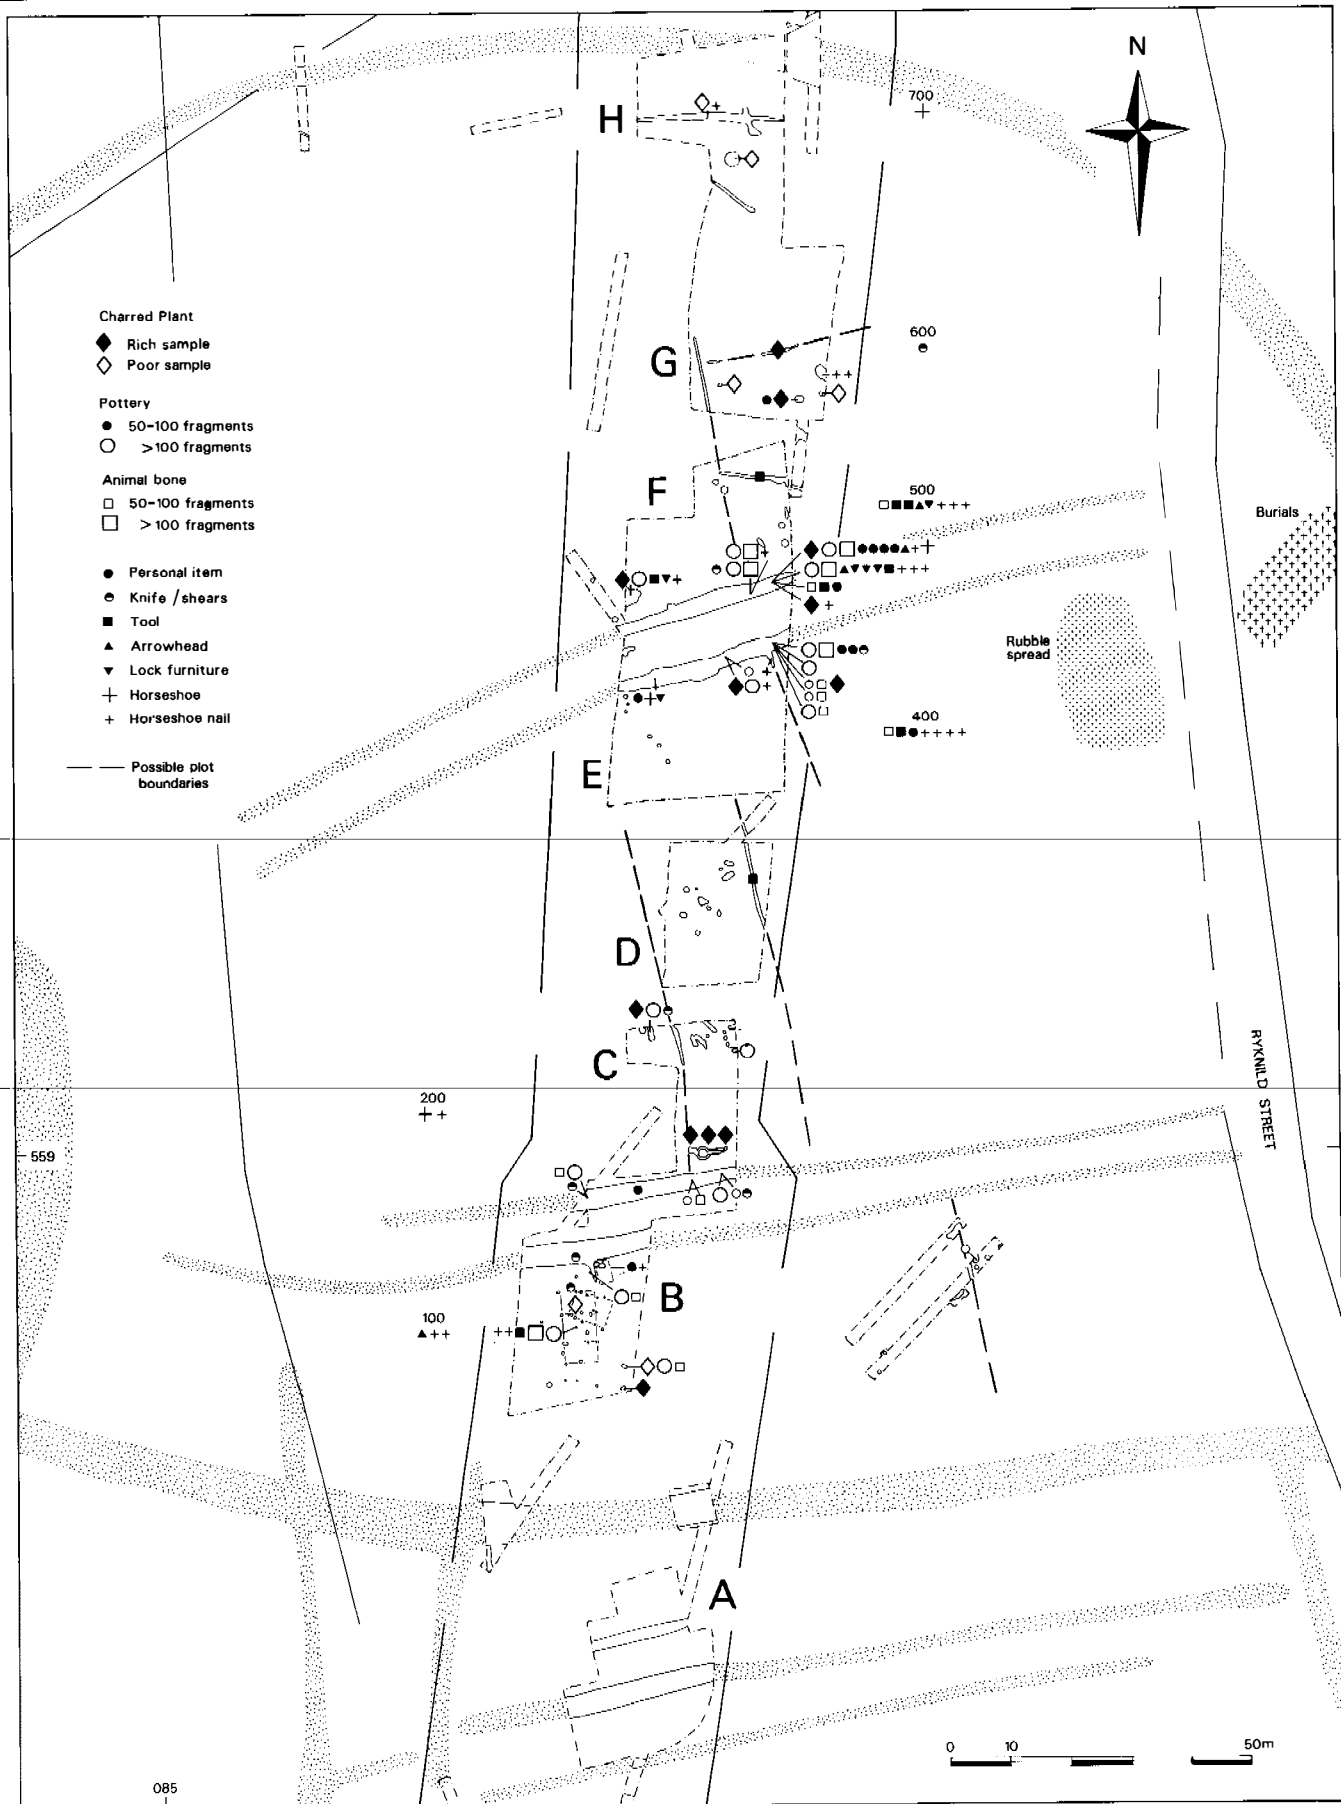 N
700
H
Charred Plant
Rich sample
Poor sample
600
G
Pottery
50-100 fragments
>100 fragments
Animal bone
50-100 fragments
>100 fragments
F
500
Burials
Personal item
Knife/shears
Tool
Arrowhead
Lock furniture
Horseshoe
Horseshoe nail
Rubble
spread
400
Possible plot
boundaries
E
D
C
RYKNILD STREET
200
559
B
100
A
0 10 50m
085